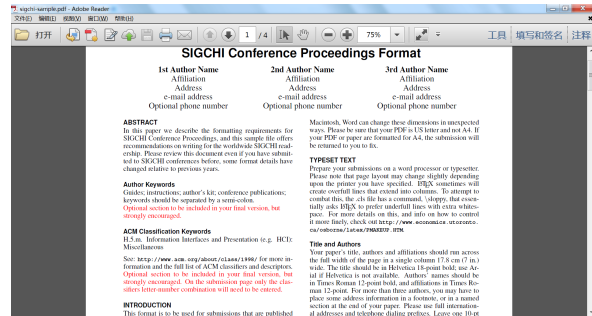 sigchi-sample.pdf - Adobe Reader
文件(F) 编辑(E) 视图(V) 窗口(W) 帮助(H)
打开 1 / 4 75% 工具 填写和签名 注释
SIGCHI Conference Proceedings Format
1st Author Name
Affiliation
Address
e-mail address
Optional phone number
2nd Author Name
Affiliation
Address
e-mail address
Optional phone number
3rd Author Name
Affiliation
Address
e-mail address
Optional phone number
ABSTRACT
In this paper we describe the formatting requirements for
SIGCHI Conference Proceedings, and this sample file offers
recommendations on writing for the worldwide SIGCHI read-
ership. Please review this document even if you have submit-
ted to SIGCHI conferences before, some format details have
changed relative to previous years.
Author Keywords
Guides; instructions; author's kit; conference publications;
keywords should be separated by a semi-colon.
Optional section to be included in your final version, but
strongly encouraged.
ACM Classification Keywords
H.5.m. Information Interfaces and Presentation (e.g. HCI):
Miscellaneous
See: http://www.acm.org/about/class/1998/ for more in-
formation and the full list of ACM classifiers and descriptors.
Optional section to be included in your final version, but
strongly encouraged. On the submission page only the clas-
sifiers letter-number combination will need to be entered.
INTRODUCTION
This format is to be used for submissions that are published
Macintosh, Word can change these dimensions in unexpected
ways. Please be sure that your PDF is US letter and not A4. If
your PDF or paper are formatted for A4, the submission will
be returned to you to fix.
TYPESET TEXT
Prepare your submissions on a word processor or typesetter.
Please note that page layout may change slightly depending
upon the printer you have specified. LATEX sometimes will
create overfull lines that extend into columns. To attempt to
combat this, the .cls file has a command, \sloppy, that essen-
tially asks LATEX to prefer underfull lines with extra whites-
pace. For more details on this, and info on how to control
it more finely, check out http://www.economics.utoronto.
ca/osborne/latex/PMAKEUP.HTM.
Title and Authors
Your paper's title, authors and affiliations should run across
the full width of the page in a single column 17.8 cm (7 in.)
wide. The title should be in Helvetica 18-point bold; use Ar-
ial if Helvetica is not available. Authors' names should be
in Times Roman 12-point bold, and affiliations in Times Ro-
man 12-point. For more than three authors, you may have to
place some address information in a footnote, or in a named
section at the end of your paper. Please use full internation-
al addresses and telephone dialing prefixes. Leave one 10-pt